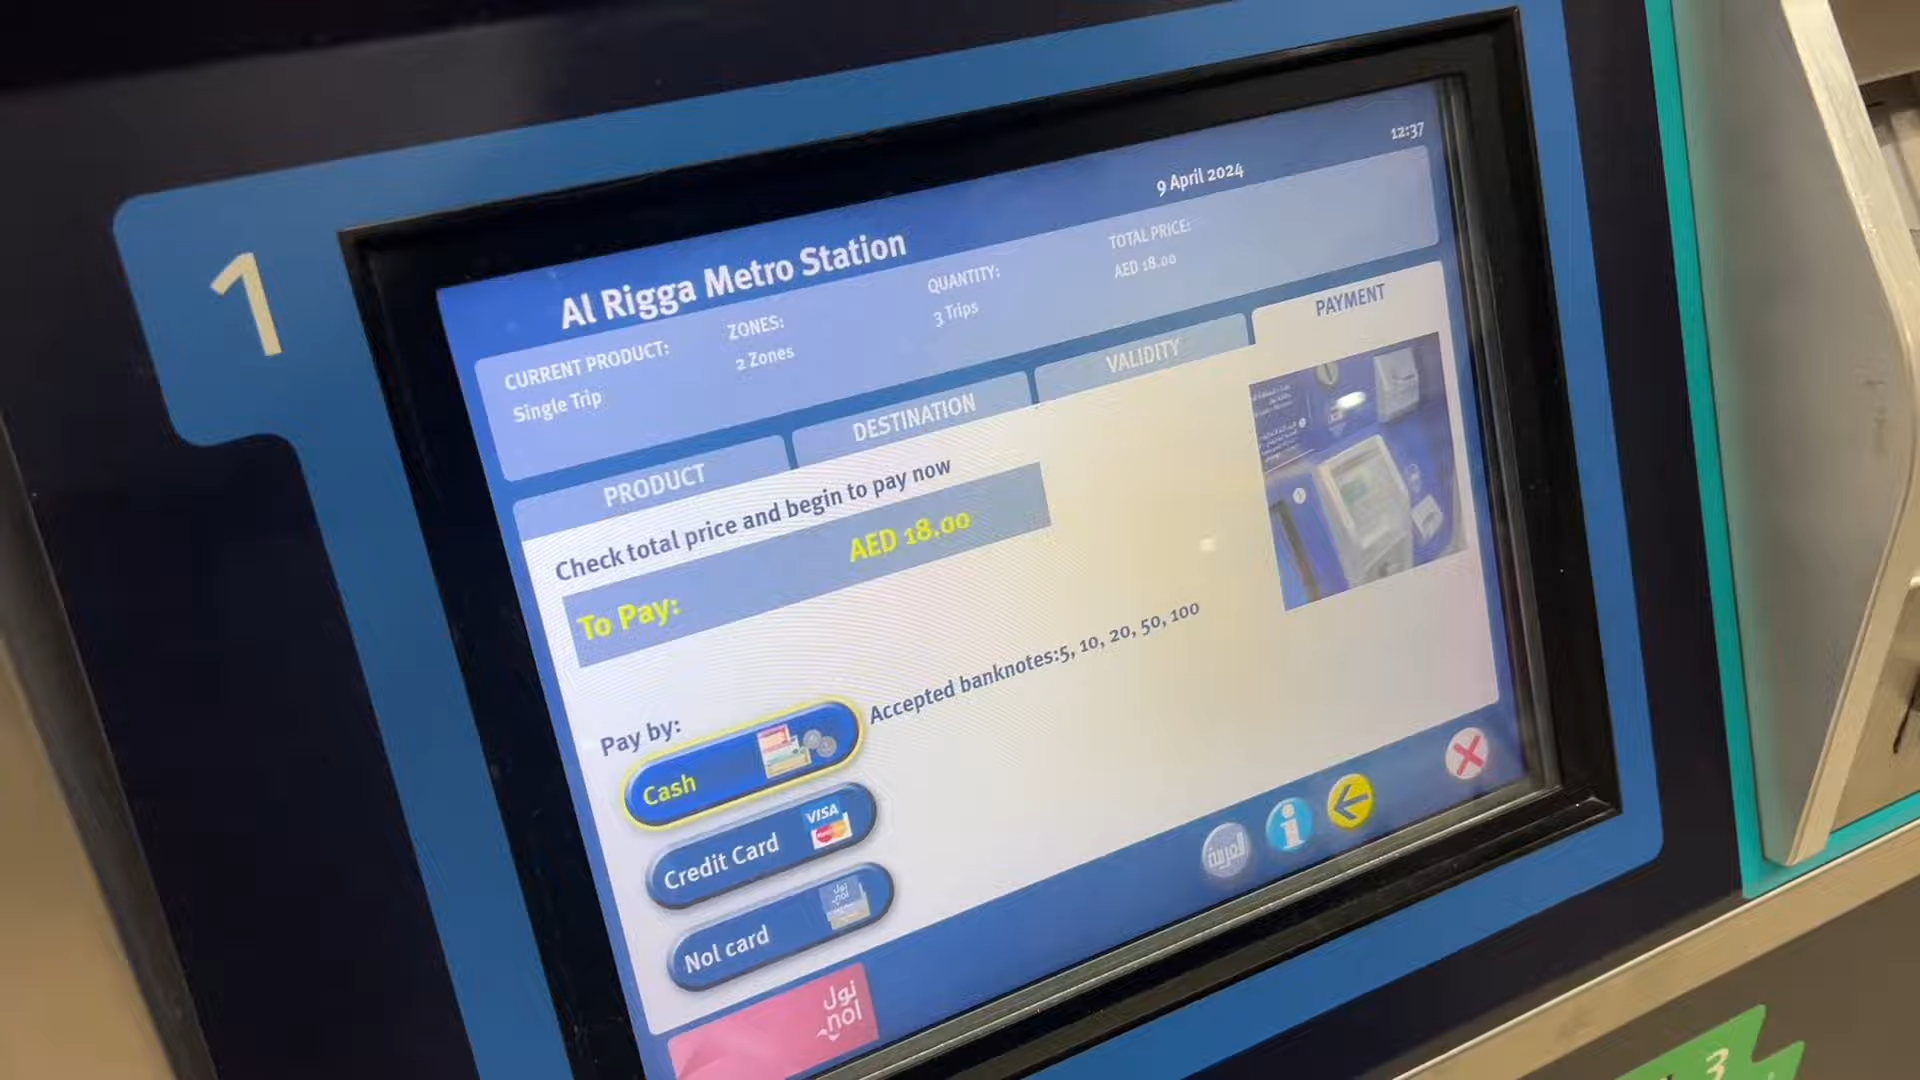 1
12:37
9 April 2024
Al Rigga Metro Station
CURRENT PRODUCT:
Single Trip
ZONES:
2 Zones
QUANTITY:
3 Trips
TOTAL PRICE:
AED 18.00
PRODUCT
DESTINATION
VALIDITY
PAYMENT
Check total price and begin to pay now
To Pay: AED 18.00
Pay by:
Cash
Accepted banknotes:5, 10, 20, 50, 100
Credit Card
VISA
Nol card
نول
nol
العربية
i
نول
nol
3